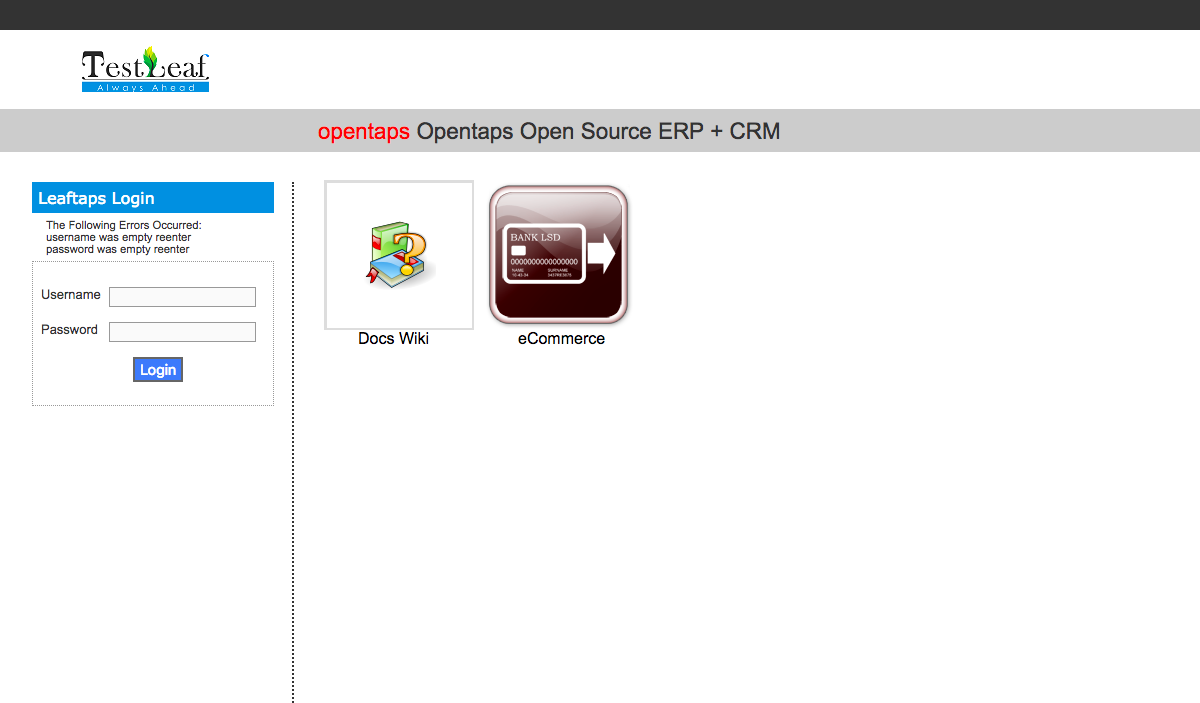 TestLeaf
Always Ahead
opentaps Opentaps Open Source ERP + CRM
Leaftaps Login
The Following Errors Occurred:
username was empty reenter
password was empty reenter
Username
Password
Login
BANK LSD
0000000000000000
NAME SURNAME
Docs Wiki
eCommerce